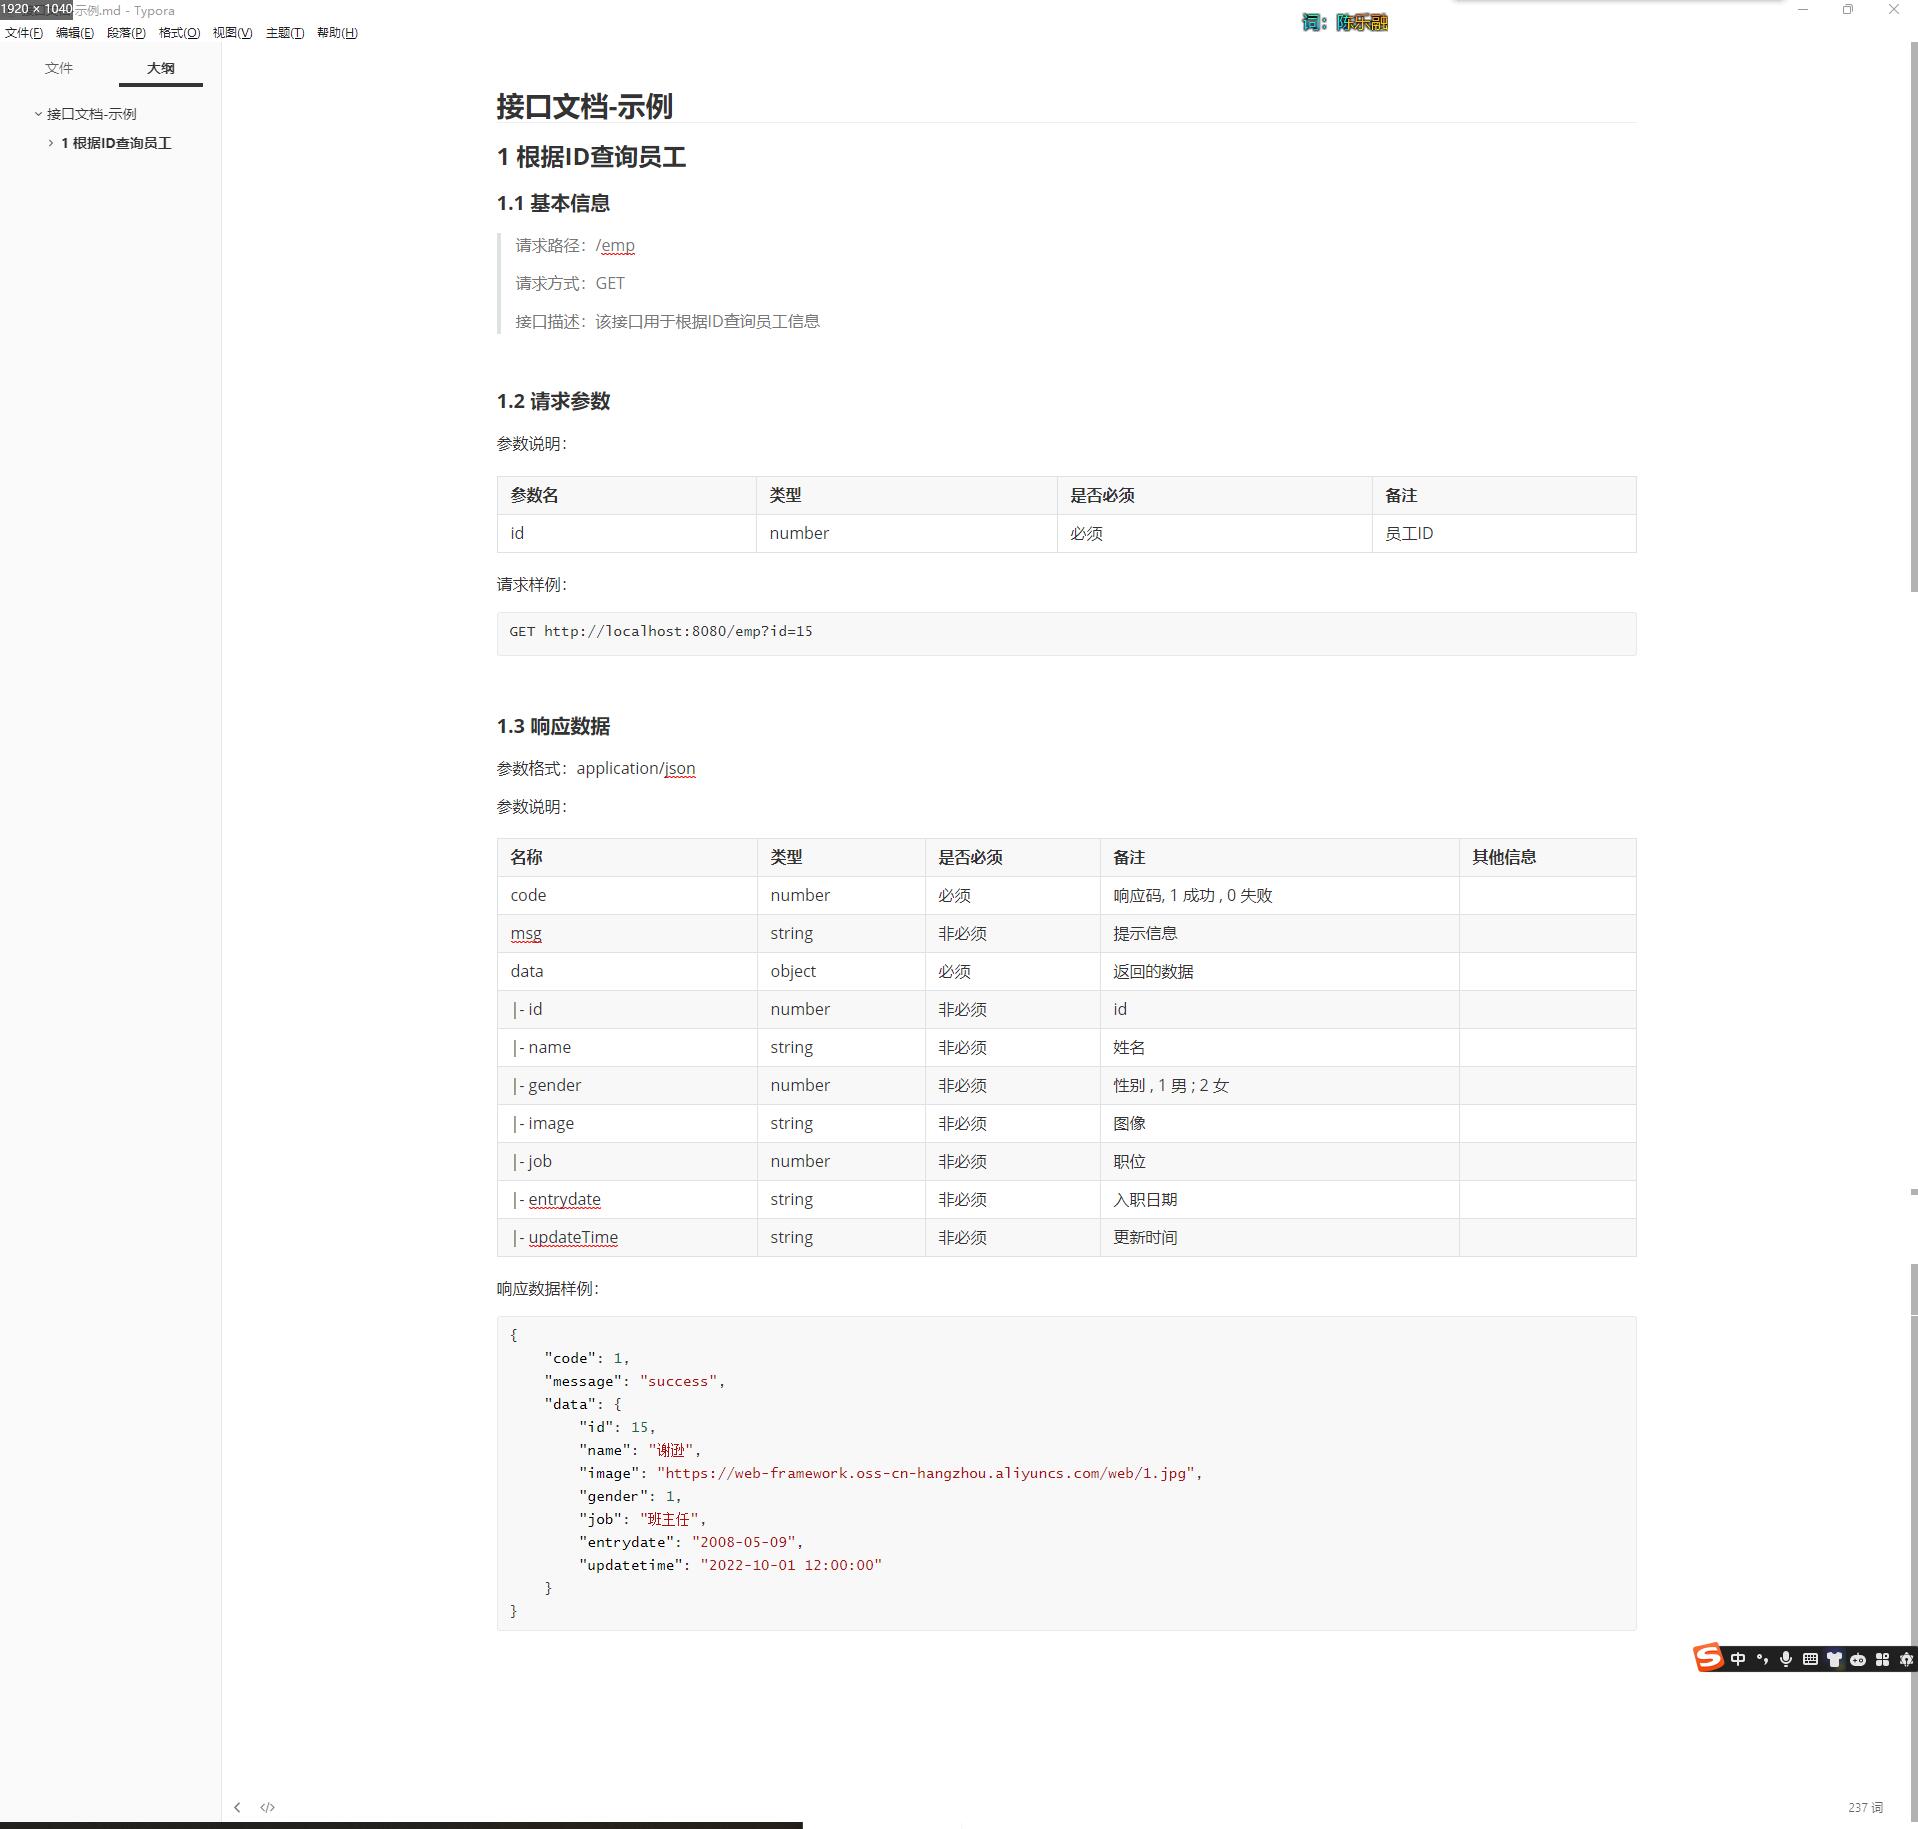 1920 × 1040
示例.md - Typora
词：陈乐融
文件(F) 编辑(E) 段落(P) 格式(O) 视图(V) 主题(T) 帮助(H)
文件 大纲
接口文档-示例
1 根据ID查询员工
接口文档-示例
1 根据ID查询员工
1.1 基本信息
请求路径：/emp
请求方式：GET
接口描述：该接口用于根据ID查询员工信息
1.2 请求参数
参数说明：
参数名 类型 是否必须 备注
id number 必须 员工ID
请求样例：
GET http://localhost:8080/emp?id=15
1.3 响应数据
参数格式：application/json
参数说明：
名称 类型 是否必须 备注 其他信息
code number 必须 响应码, 1 成功 , 0 失败
msg string 非必须 提示信息
data object 必须 返回的数据
|- id number 非必须 id
|- name string 非必须 姓名
|- gender number 非必须 性别 , 1 男 ; 2 女
|- image string 非必须 图像
|- job number 非必须 职位
|- entrydate string 非必须 入职日期
|- updateTime string 非必须 更新时间
响应数据样例：
{
"code": 1,
"message": "success",
"data": {
"id": 15,
"name": "谢逊",
"image": "https://web-framework.oss-cn-hangzhou.aliyuncs.com/web/1.jpg",
"gender": 1,
"job": "班主任",
"entrydate": "2008-05-09",
"updatetime": "2022-10-01 12:00:00"
}
}
S 中
</> 237 词